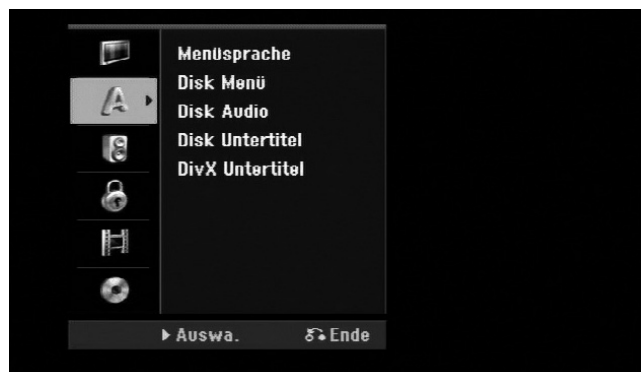 Menüsprache
Disk Menü
Disk Audio
Disk Untertitel
DivX Untertitel
Auswa. Ende